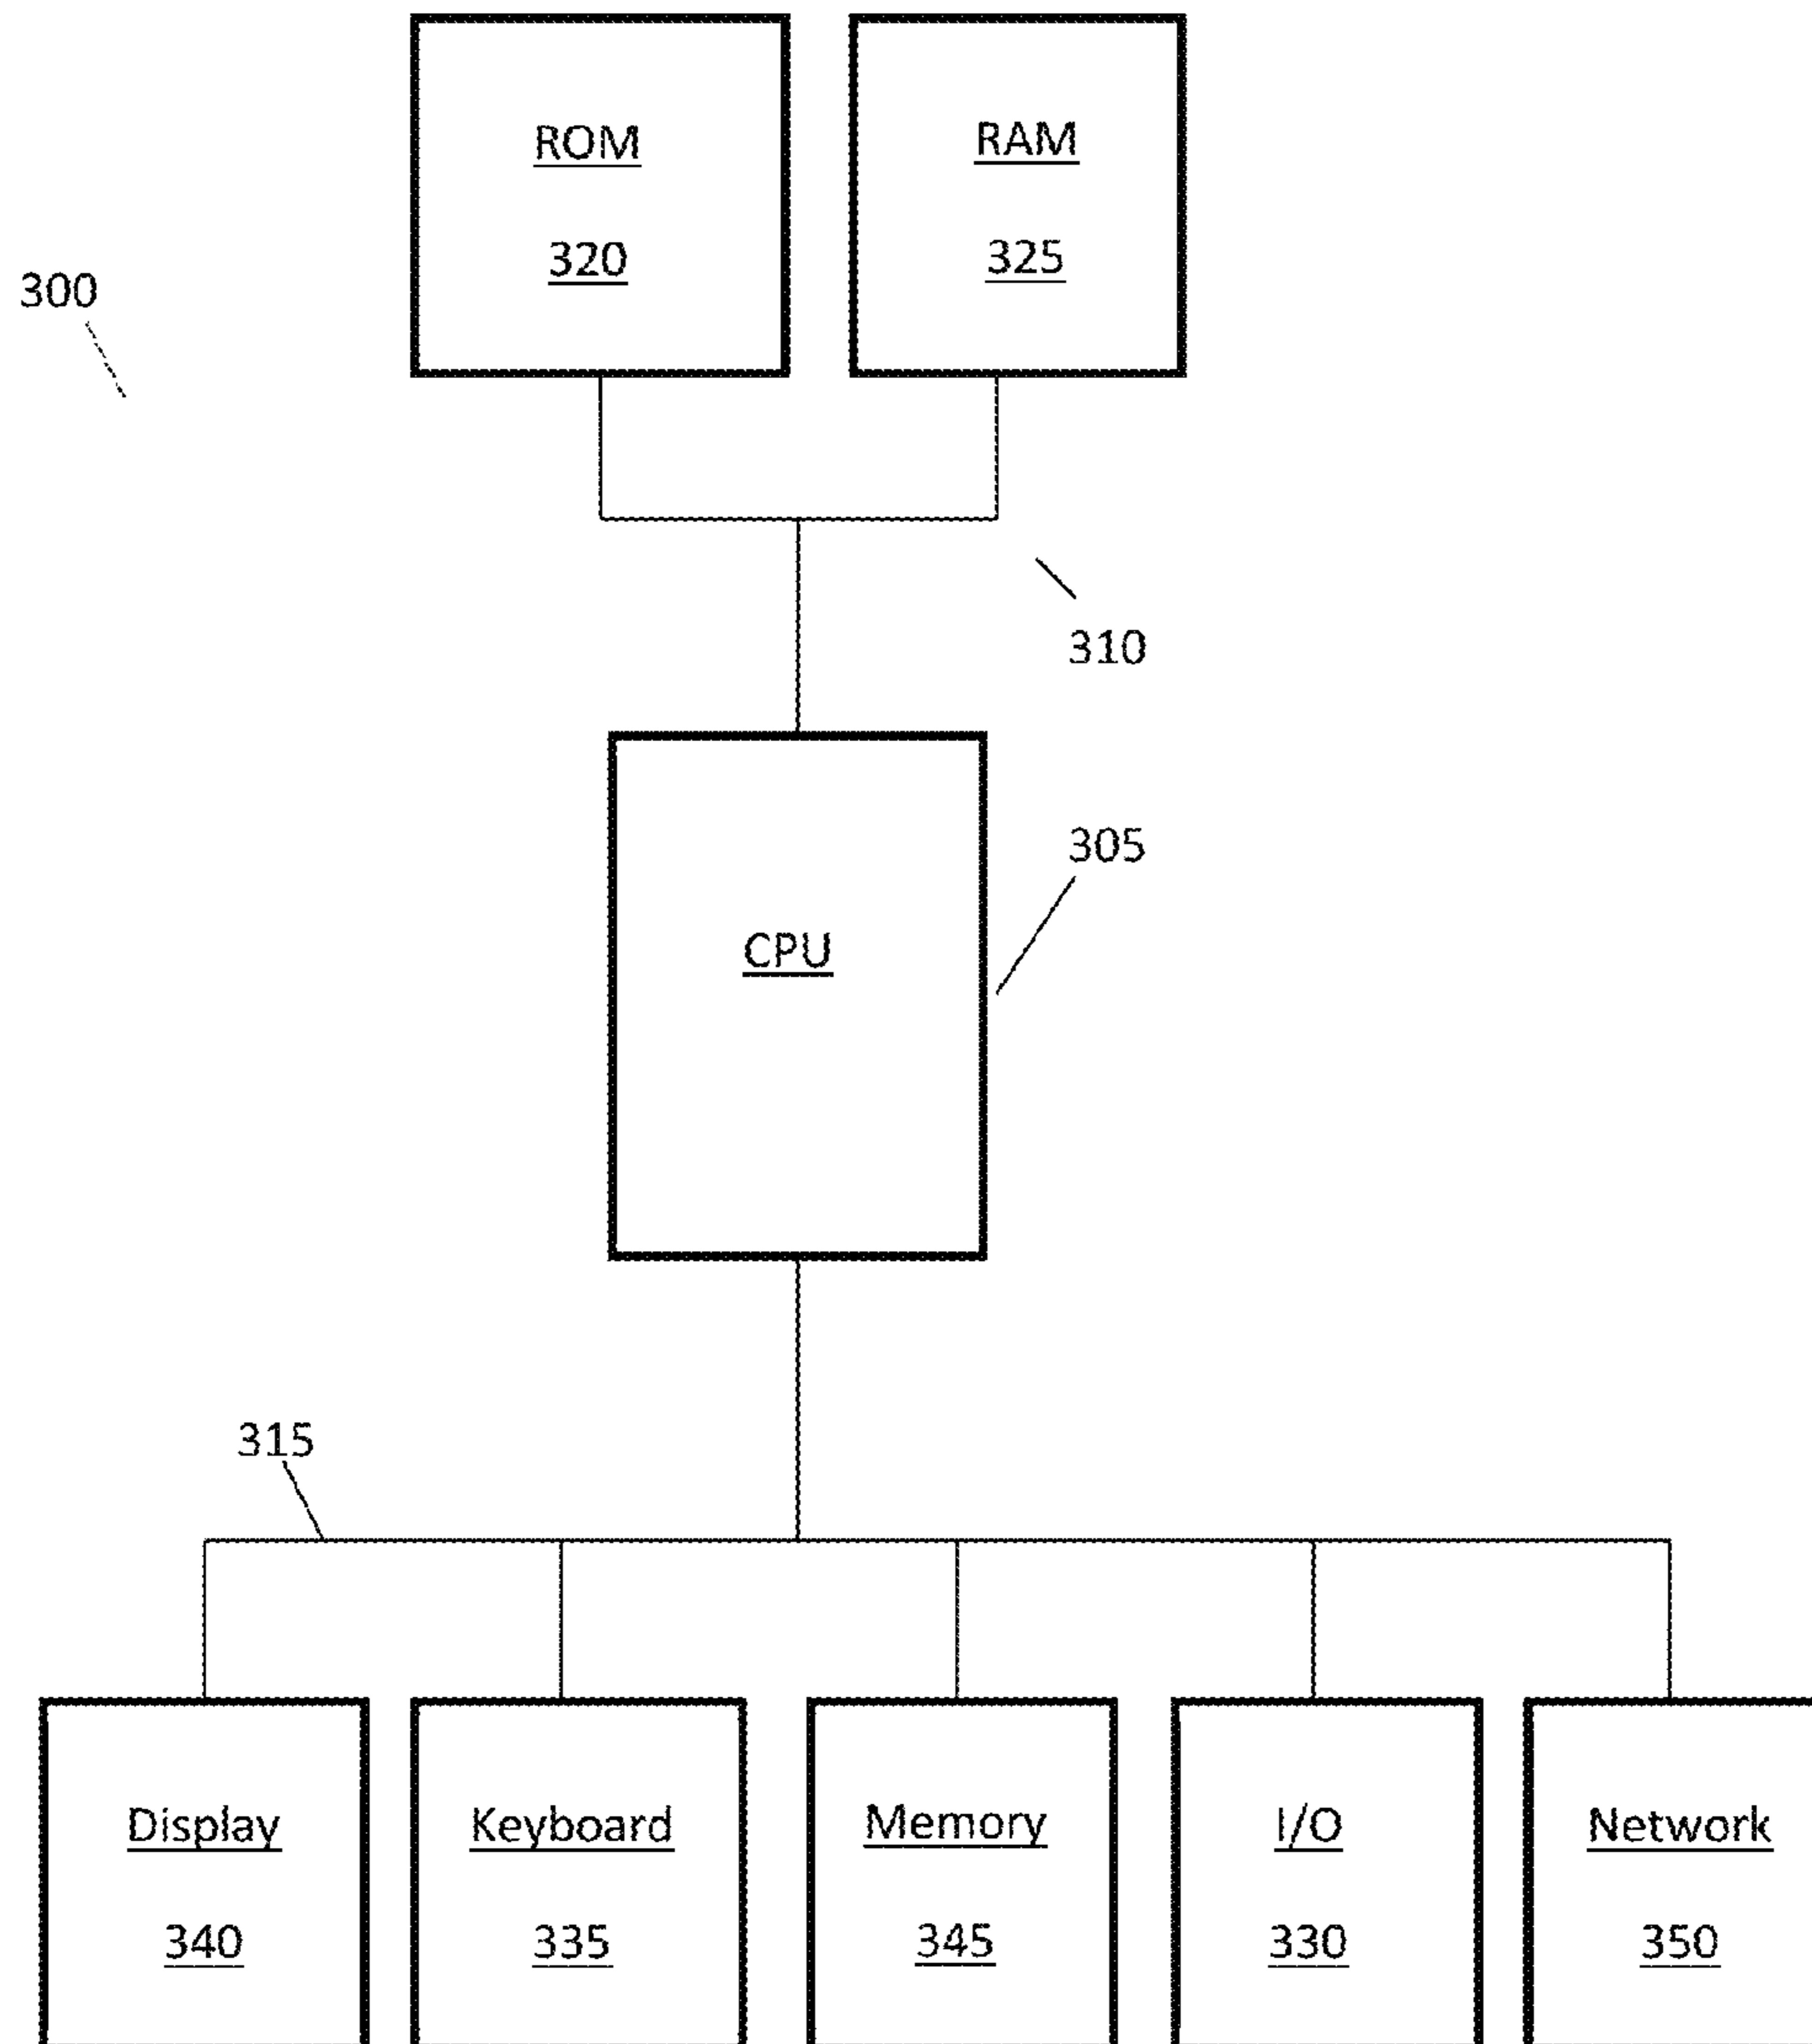 ROM
320
RAM
325
300
310
305
CPU
315
Display
340
Keyboard
335
Memory
345
I/O
330
Network
350